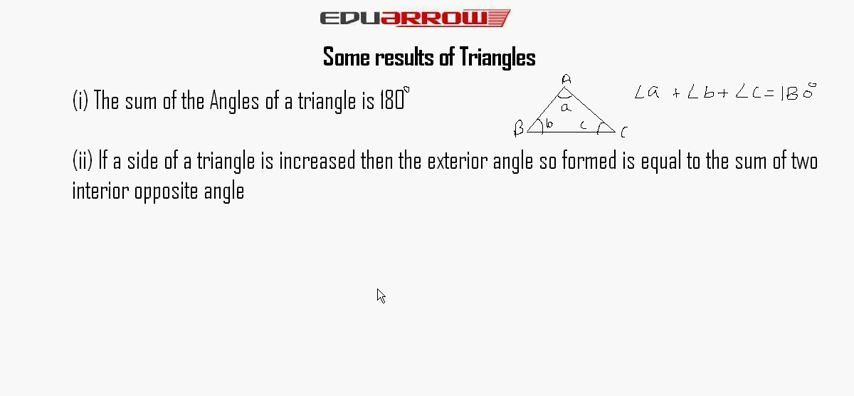 EDUARROW
Some results of Triangles
(i) The sum of the Angles of a triangle is 180°
A
a
B b c C
∠a + ∠b + ∠c = 180°
(ii) If a side of a triangle is increased then the exterior angle so formed is equal to the sum of two
interior opposite angle